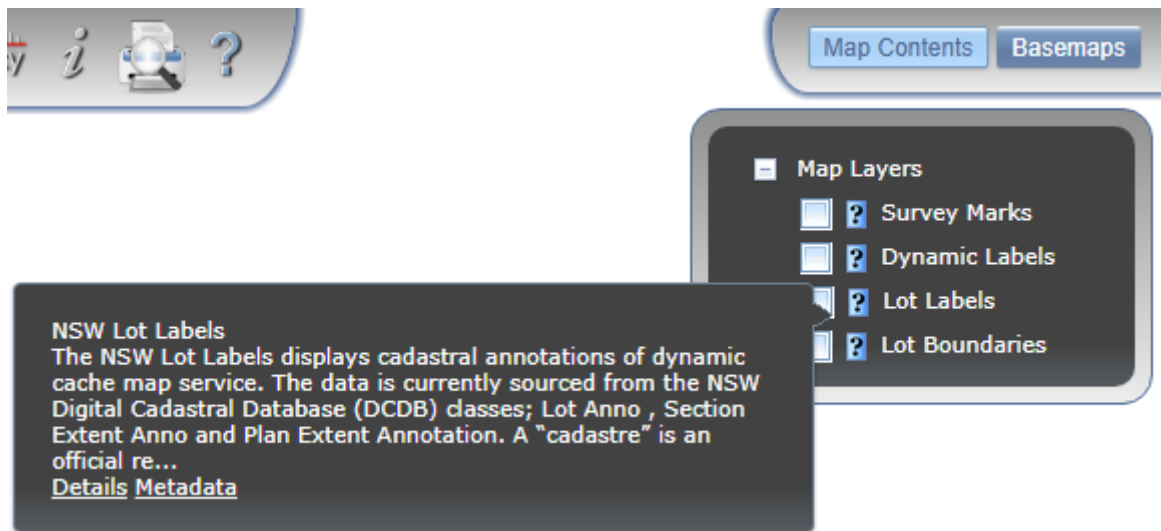 Map Contents Basemaps
Map Layers
? Survey Marks
? Dynamic Labels
? Lot Labels
? Lot Boundaries
NSW Lot Labels
The NSW Lot Labels displays cadastral annotations of dynamic
cache map service. The data is currently sourced from the NSW
Digital Cadastral Database (DCDB) classes; Lot Anno , Section
Extent Anno and Plan Extent Annotation. A “cadastre” is an
official re...
Details Metadata